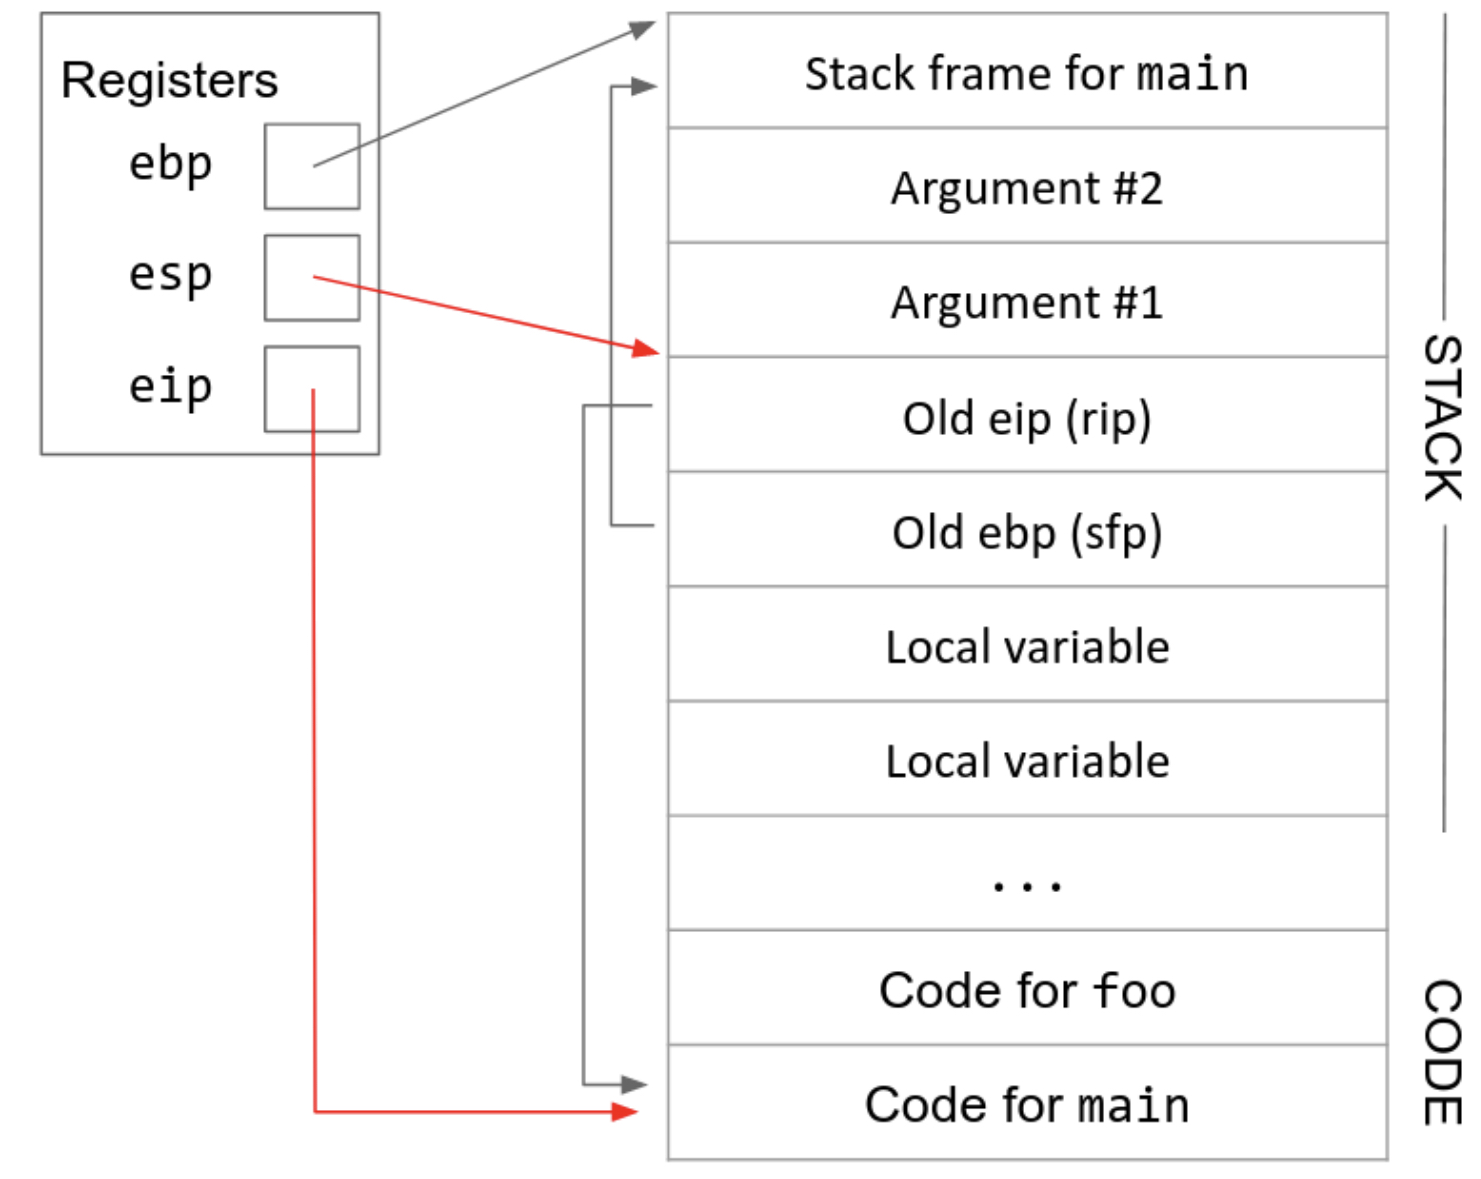 Registers
ebp
esp
eip
Stack frame for main
Argument #2
Argument #1
Old eip (rip)
Old ebp (sfp)
Local variable
Local variable
...
Code for foo
Code for main
STACK
CODE